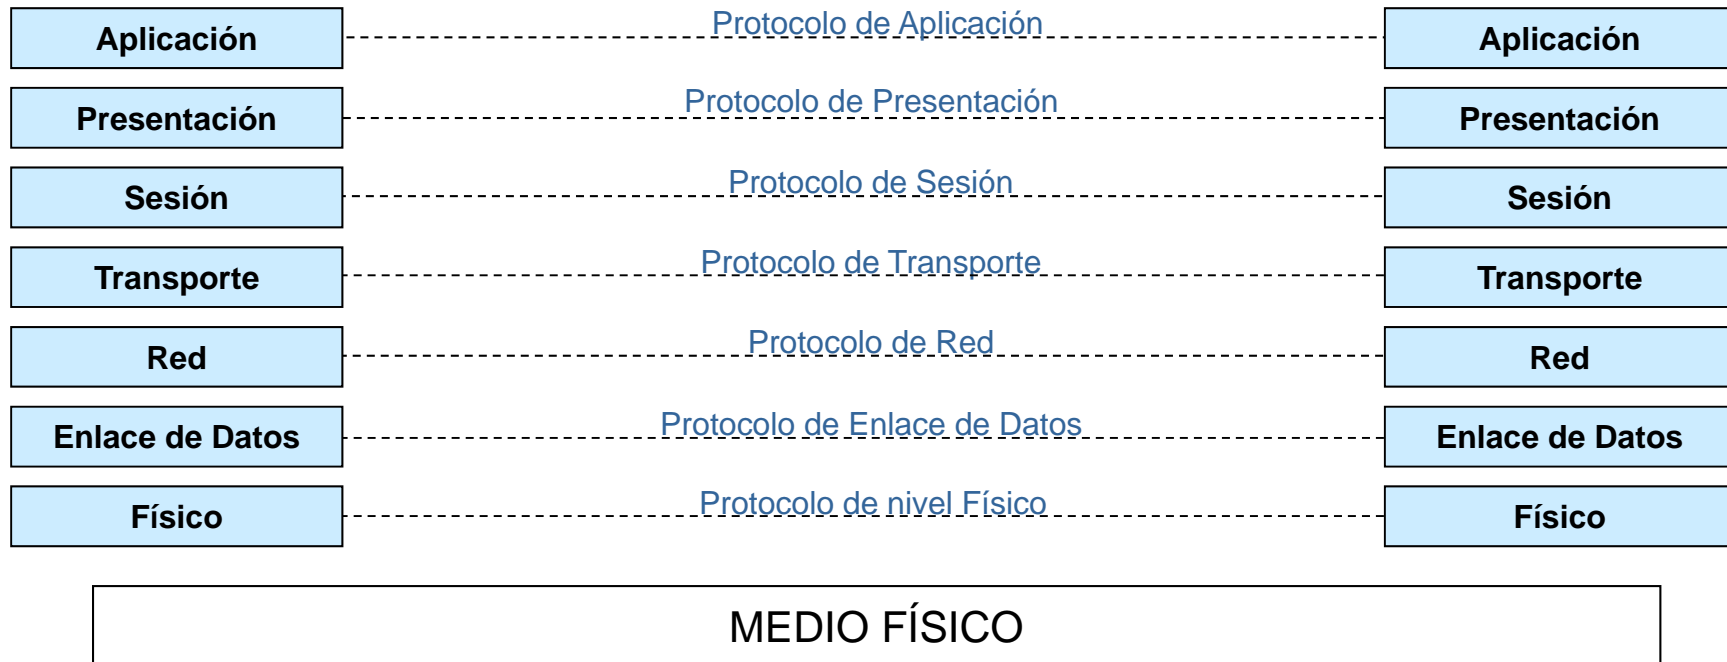 Aplicación Protocolo de Aplicación Aplicación
Presentación Protocolo de Presentación Presentación
Sesión Protocolo de Sesión Sesión
Transporte Protocolo de Transporte Transporte
Red Protocolo de Red Red
Enlace de Datos Protocolo de Enlace de Datos Enlace de Datos
Físico Protocolo de nivel Físico Físico
MEDIO FÍSICO